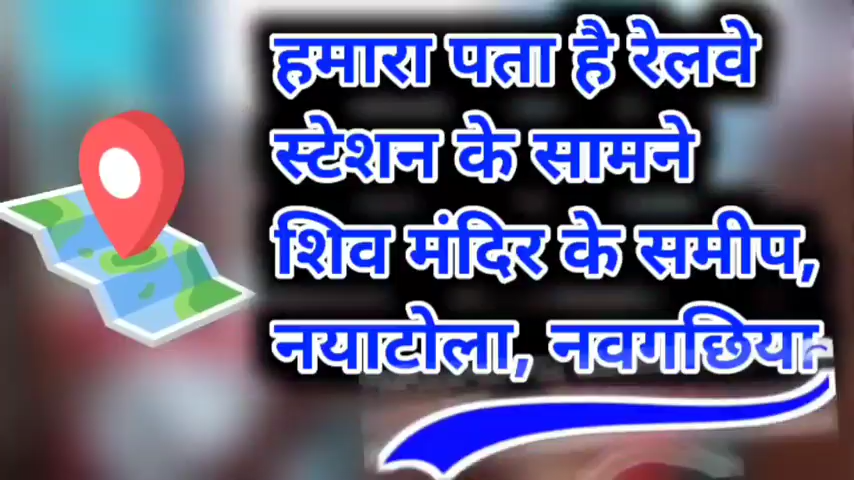 हमारा पता है रेलवे
स्टेशन के सामने
शिव मंदिर के समीप,
नयाटोला, नवगछिया